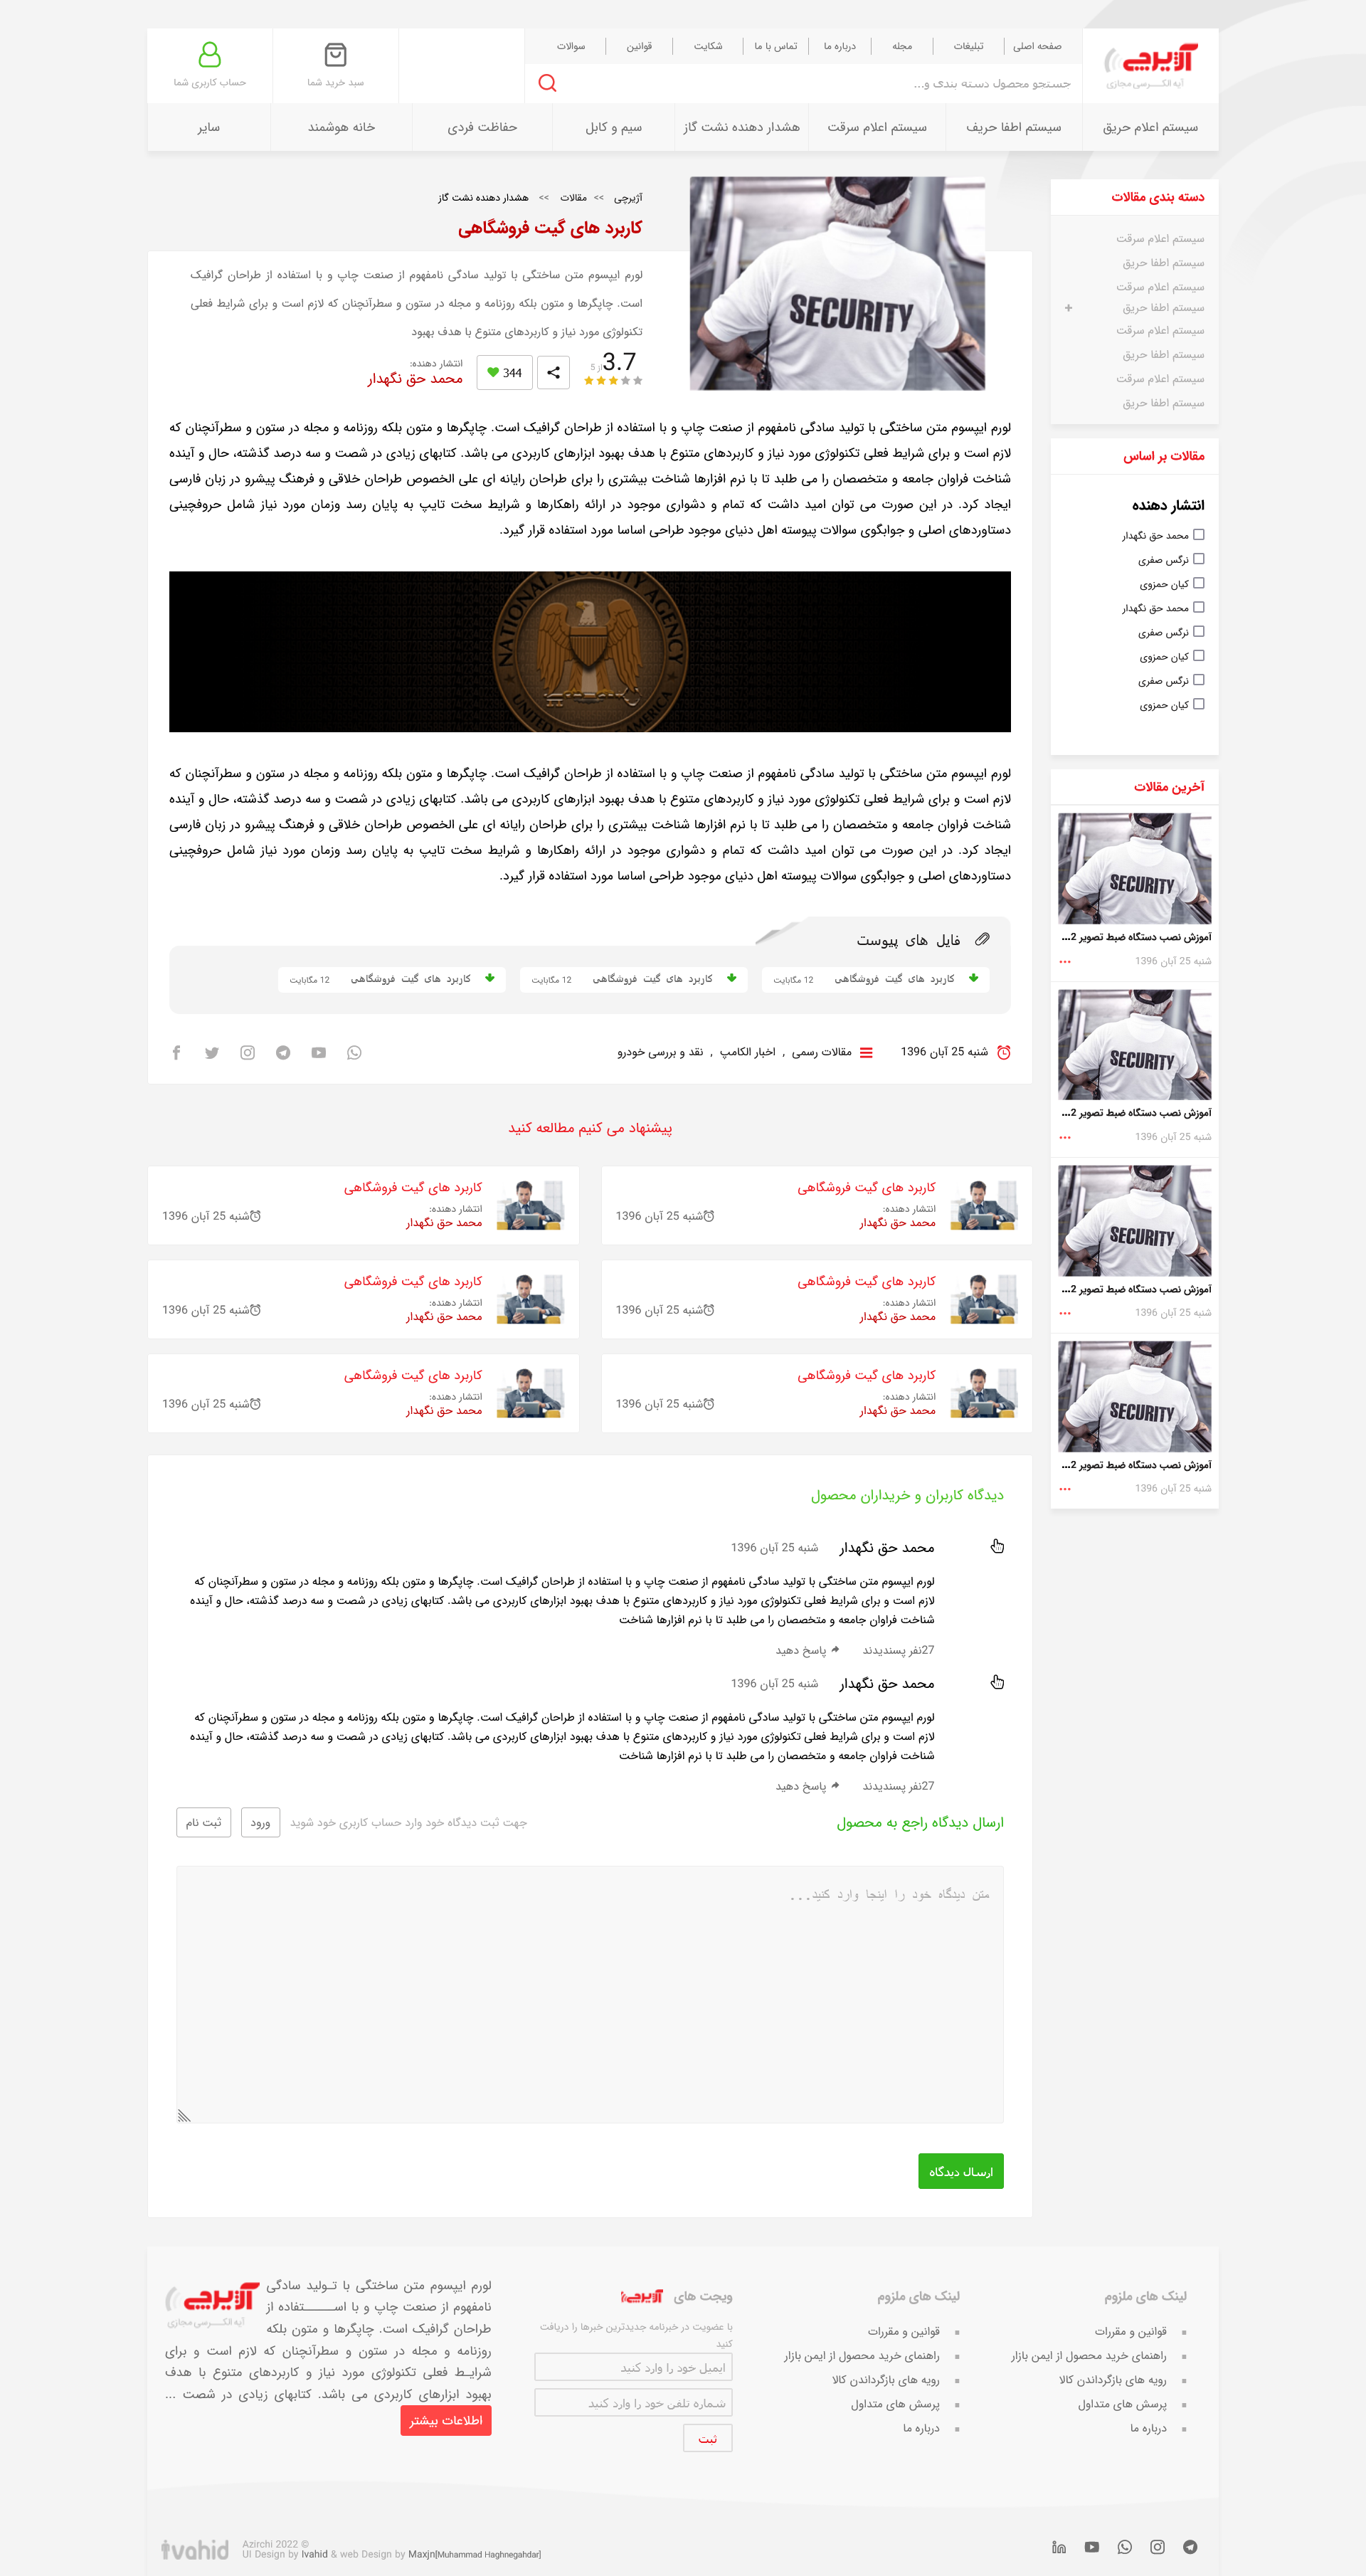 آژیرچی
آیه الکـــرسی مجازی
صفحه اصلی
تبلیغات
مجله
درباره ما
تماس با ما
شکایت
قوانین
سوالات
جستجو محصول دسته بندی و...
سبد خرید شما
حساب کاربری شما
سیستم اعلام حریق
سیستم اطفا حریف
سیستم اعلام سرقت
هشدار دهنده نشت گاز
سیم و کابل
حفاظت فردی
خانه هوشمند
سایر
دسته بندی مقالات
سیستم اعلام سرقت
سیستم اطفا حریق
سیستم اعلام سرقت
سیستم اطفا حریق +
سیستم اعلام سرقت
سیستم اطفا حریق
سیستم اعلام سرقت
سیستم اطفا حریق
مقالات بر اساس
انتشار دهنده
محمد حق نگهدار
نرگس صفری
کیان حمزوی
محمد حق نگهدار
نرگس صفری
کیان حمزوی
نرگس صفری
کیان حمزوی
آخرین مقالات
SECURITY
آموزش نصب دستگاه ضبط تصویر 2...
شنبه 25 آبان 1396
SECURITY
آموزش نصب دستگاه ضبط تصویر 2...
شنبه 25 آبان 1396
SECURITY
آموزش نصب دستگاه ضبط تصویر 2...
شنبه 25 آبان 1396
SECURITY
آموزش نصب دستگاه ضبط تصویر 2...
شنبه 25 آبان 1396
SECURITY
آژیرچی >> مقالات >> هشدار دهنده نشت گاز
کاربرد های گیت فروشگاهی
لورم ایپسوم متن ساختگی با تولید سادگی نامفهوم از صنعت چاپ و با استفاده از طراحان گرافیک
است. چاپگرها و متون بلکه روزنامه و مجله در ستون و سطرآنچنان که لازم است و برای شرایط فعلی
تکنولوژی مورد نیاز و کاربردهای متنوع با هدف بهبود
3.7 از 5
344
انتشار دهنده:
محمد حق نگهدار
لورم ایپسوم متن ساختگی با تولید سادگی نامفهوم از صنعت چاپ و با استفاده از طراحان گرافیک است. چاپگرها و متون بلکه روزنامه و مجله در ستون و سطرآنچنان که
لازم است و برای شرایط فعلی تکنولوژی مورد نیاز و کاربردهای متنوع با هدف بهبود ابزارهای کاربردی می باشد. کتابهای زیادی در شصت و سه درصد گذشته، حال و آینده
شناخت فراوان جامعه و متخصصان را می طلبد تا با نرم افزارها شناخت بیشتری را برای طراحان رایانه ای علی الخصوص طراحان خلاقی و فرهنگ پیشرو در زبان فارسی
ایجاد کرد. در این صورت می توان امید داشت که تمام و دشواری موجود در ارائه راهکارها و شرایط سخت تایپ به پایان رسد وزمان مورد نیاز شامل حروفچینی
دستاوردهای اصلی و جوابگوی سوالات پیوسته اهل دنیای موجود طراحی اساسا مورد استفاده قرار گیرد.
NATIONAL SECURITY AGENCY
UNITED STATES OF AMERICA
لورم ایپسوم متن ساختگی با تولید سادگی نامفهوم از صنعت چاپ و با استفاده از طراحان گرافیک است. چاپگرها و متون بلکه روزنامه و مجله در ستون و سطرآنچنان که
لازم است و برای شرایط فعلی تکنولوژی مورد نیاز و کاربردهای متنوع با هدف بهبود ابزارهای کاربردی می باشد. کتابهای زیادی در شصت و سه درصد گذشته، حال و آینده
شناخت فراوان جامعه و متخصصان را می طلبد تا با نرم افزارها شناخت بیشتری را برای طراحان رایانه ای علی الخصوص طراحان خلاقی و فرهنگ پیشرو در زبان فارسی
ایجاد کرد. در این صورت می توان امید داشت که تمام و دشواری موجود در ارائه راهکارها و شرایط سخت تایپ به پایان رسد وزمان مورد نیاز شامل حروفچینی
دستاوردهای اصلی و جوابگوی سوالات پیوسته اهل دنیای موجود طراحی اساسا مورد استفاده قرار گیرد.
فایل های پیوست
کاربرد های گیت فروشگاهی 12 مگابایت
کاربرد های گیت فروشگاهی 12 مگابایت
کاربرد های گیت فروشگاهی 12 مگابایت
شنبه 25 آبان 1396
مقالات رسمی , اخبار الکامپ , نقد و بررسی خودرو
پیشنهاد می کنیم مطالعه کنید
کاربرد های گیت فروشگاهی
انتشار دهنده:
محمد حق نگهدار
شنبه 25 آبان 1396
کاربرد های گیت فروشگاهی
انتشار دهنده:
محمد حق نگهدار
شنبه 25 آبان 1396
کاربرد های گیت فروشگاهی
انتشار دهنده:
محمد حق نگهدار
شنبه 25 آبان 1396
کاربرد های گیت فروشگاهی
انتشار دهنده:
محمد حق نگهدار
شنبه 25 آبان 1396
کاربرد های گیت فروشگاهی
انتشار دهنده:
محمد حق نگهدار
شنبه 25 آبان 1396
کاربرد های گیت فروشگاهی
انتشار دهنده:
محمد حق نگهدار
شنبه 25 آبان 1396
دیدگاه کاربران و خریداران محصول
محمد حق نگهدار شنبه 25 آبان 1396
لورم ایپسوم متن ساختگی با تولید سادگی نامفهوم از صنعت چاپ و با استفاده از طراحان گرافیک است. چاپگرها و متون بلکه روزنامه و مجله در ستون و سطرآنچنان که
لازم است و برای شرایط فعلی تکنولوژی مورد نیاز و کاربردهای متنوع با هدف بهبود ابزارهای کاربردی می باشد. کتابهای زیادی در شصت و سه درصد گذشته، حال و آینده
شناخت فراوان جامعه و متخصصان را می طلبد تا با نرم افزارها شناخت
27نفر پسندیدند پاسخ دهید
محمد حق نگهدار شنبه 25 آبان 1396
لورم ایپسوم متن ساختگی با تولید سادگی نامفهوم از صنعت چاپ و با استفاده از طراحان گرافیک است. چاپگرها و متون بلکه روزنامه و مجله در ستون و سطرآنچنان که
لازم است و برای شرایط فعلی تکنولوژی مورد نیاز و کاربردهای متنوع با هدف بهبود ابزارهای کاربردی می باشد. کتابهای زیادی در شصت و سه درصد گذشته، حال و آینده
شناخت فراوان جامعه و متخصصان را می طلبد تا با نرم افزارها شناخت
27نفر پسندیدند پاسخ دهید
ارسال دیدگاه راجع به محصول
جهت ثبت دیدگاه خود وارد حساب کاربری خود شوید
ورود
ثبت نام
متن دیدگاه خود را اینجا وارد کنید...
ارسال دیدگاه
لینک های ملزوم
قوانین و مقررات
راهنمای خرید محصول از ایمن بازار
رویه های بازگرداندن کالا
پرسش های متداول
درباره ما
لینک های ملزوم
قوانین و مقررات
راهنمای خرید محصول از ایمن بازار
رویه های بازگرداندن کالا
پرسش های متداول
درباره ما
ویجت های آژیرچی
با عضویت در خبرنامه جدیدترین خبرها را دریافت
کنید
ایمیل خود را وارد کنید
شماره تلفن خود را وارد کنید
ثبت
آژیرچی
آیه الکـــرسی مجازی
لورم ایپسوم متن ساختگی با تـولید سادگی
نامفهوم از صنعت چاپ و با اســـــتفاده از
طراحان گرافیک است. چاپگرها و متون بلکه
روزنامه و مجله در ستون و سطرآنچنان که لازم است و برای
شرایـط فعلی تکنولوژی مورد نیاز و کاربردهای متنوع با هدف
بهبود ابزارهای کاربردی می باشد. کتابهای زیادی در شصت ...
اطلاعات بیشتر
ivahid
Azirchi 2022 ©
UI Design by Ivahid & web Design by Maxjn[Muhammad Haghnegahdar]